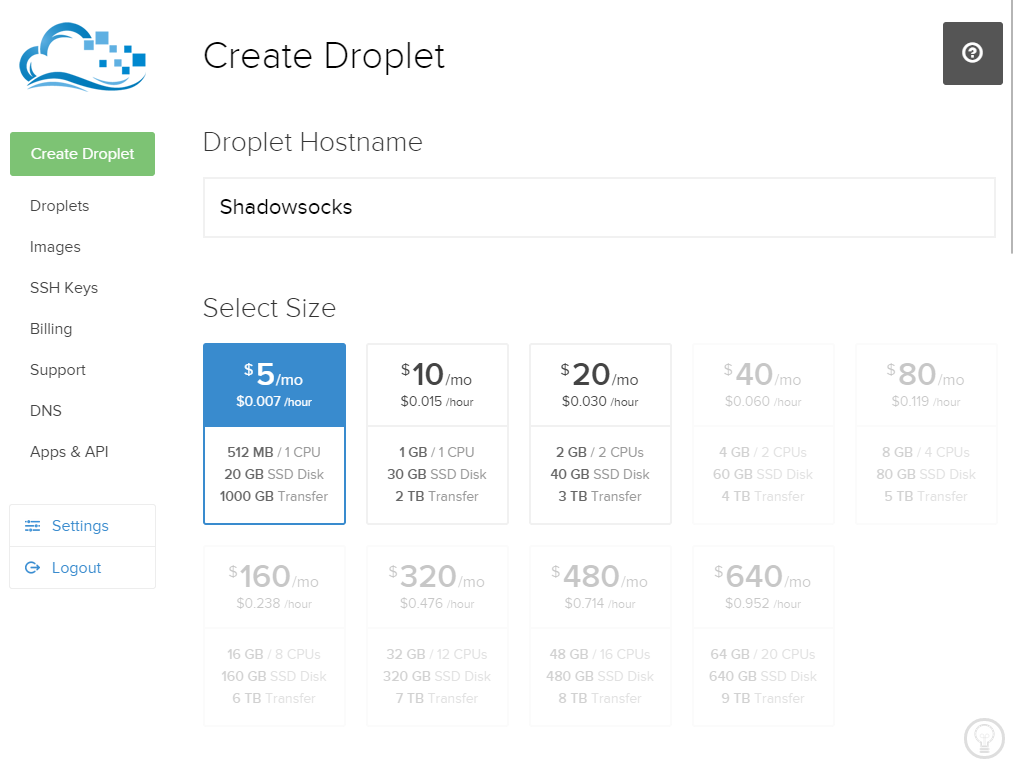 Create Droplet
Create Droplet
Droplets
Images
SSH Keys
Billing
Support
DNS
Apps & API
Settings
Logout
Droplet Hostname
Shadowsocks
Select Size
$5/mo
$0.007 /hour
512 MB / 1 CPU
20 GB SSD Disk
1000 GB Transfer
$10/mo
$0.015 /hour
1 GB / 1 CPU
30 GB SSD Disk
2 TB Transfer
$20/mo
$0.030 /hour
2 GB / 2 CPUs
40 GB SSD Disk
3 TB Transfer
$40/mo
$0.060 /hour
4 GB / 2 CPUs
60 GB SSD Disk
4 TB Transfer
$80/mo
$0.119 /hour
8 GB / 4 CPUs
80 GB SSD Disk
5 TB Transfer
$160/mo
$0.238 /hour
16 GB / 8 CPUs
160 GB SSD Disk
6 TB Transfer
$320/mo
$0.476 /hour
32 GB / 12 CPUs
320 GB SSD Disk
7 TB Transfer
$480/mo
$0.714 /hour
48 GB / 16 CPUs
480 GB SSD Disk
8 TB Transfer
$640/mo
$0.952 /hour
64 GB / 20 CPUs
640 GB SSD Disk
9 TB Transfer